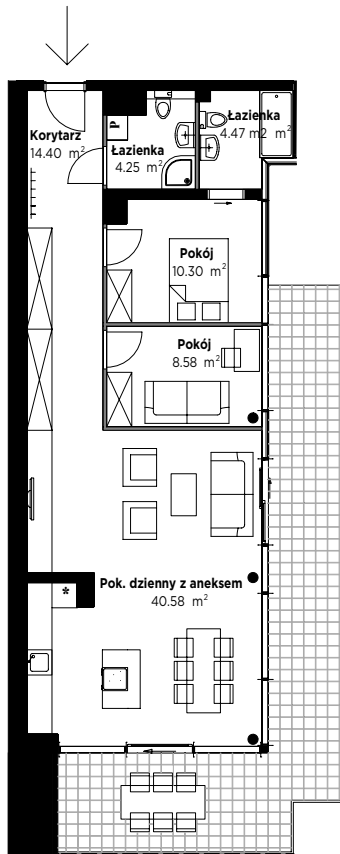 Korytarz
14.40 m²
P
Łazienka
4.25 m²
Łazienka
4.47 m2 m²
Pokój
10.30 m²
Pokój
8.58 m²
Pok. dzienny z aneksem
40.58 m²
*